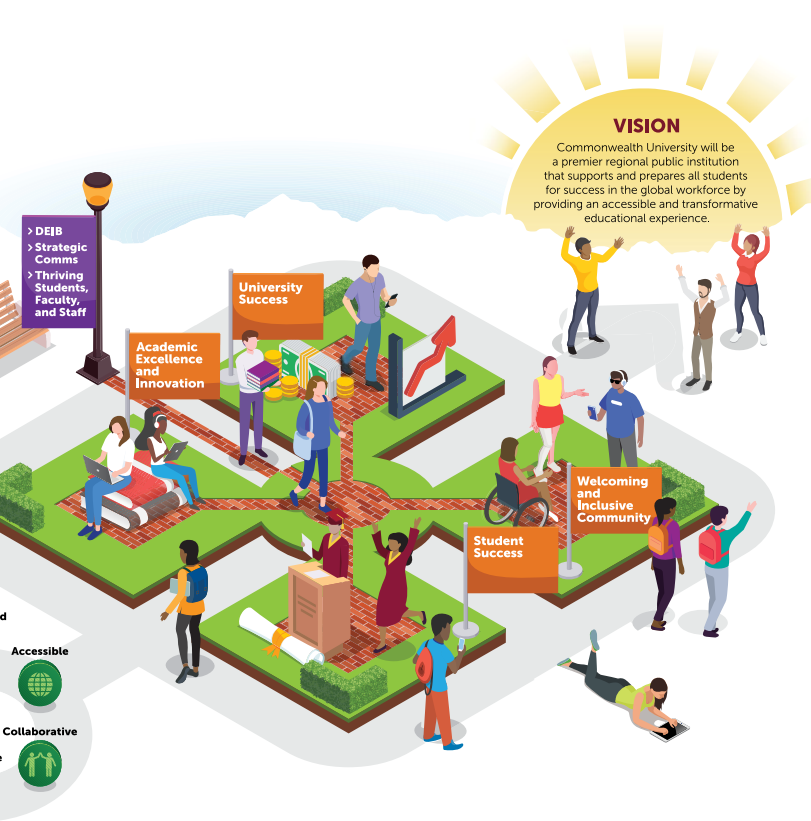 VISION
Commonwealth University will be
a premier regional public institution
that supports and prepares all students
for success in the global workforce by
providing an accessible and transformative
educational experience.
> DEIB
> Strategic
Comms
> Thriving
Students,
Faculty,
and Staff
University
Success
Academic
Excellence
and
Innovation
Welcoming
and
Inclusive
Community
Student
Success
d
Accessible
Collaborative
e